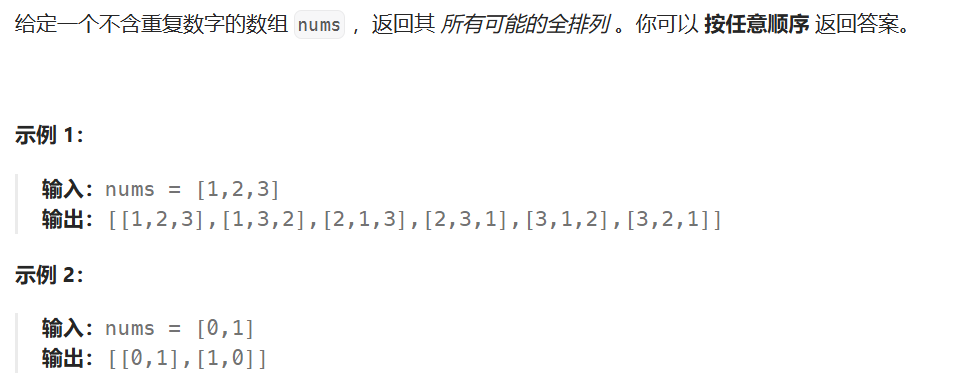 给定一个不含重复数字的数组 nums ，返回其 所有可能的全排列 。你可以 按任意顺序 返回答案。
示例 1：
输入：nums = [1,2,3]
输出：[[1,2,3],[1,3,2],[2,1,3],[2,3,1],[3,1,2],[3,2,1]]
示例 2：
输入：nums = [0,1]
输出：[[0,1],[1,0]]